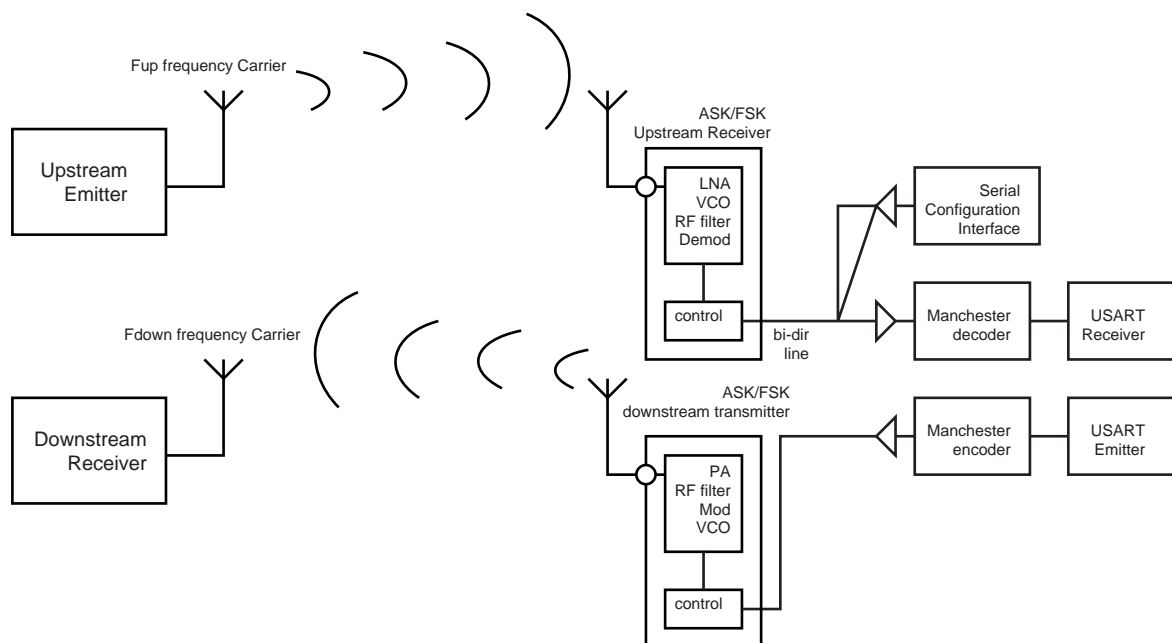 Fup frequency Carrier
ASK/FSK
Upstream Receiver
Upstream
Emitter
LNA
VCO
RF filter
Demod
Serial
Configuration
Interface
control
bi-dir
line
Manchester
decoder
USART
Receiver
Fdown frequency Carrier
ASK/FSK
downstream transmitter
Downstream
Receiver
PA
RF filter
Mod
VCO
Manchester
encoder
USART
Emitter
control